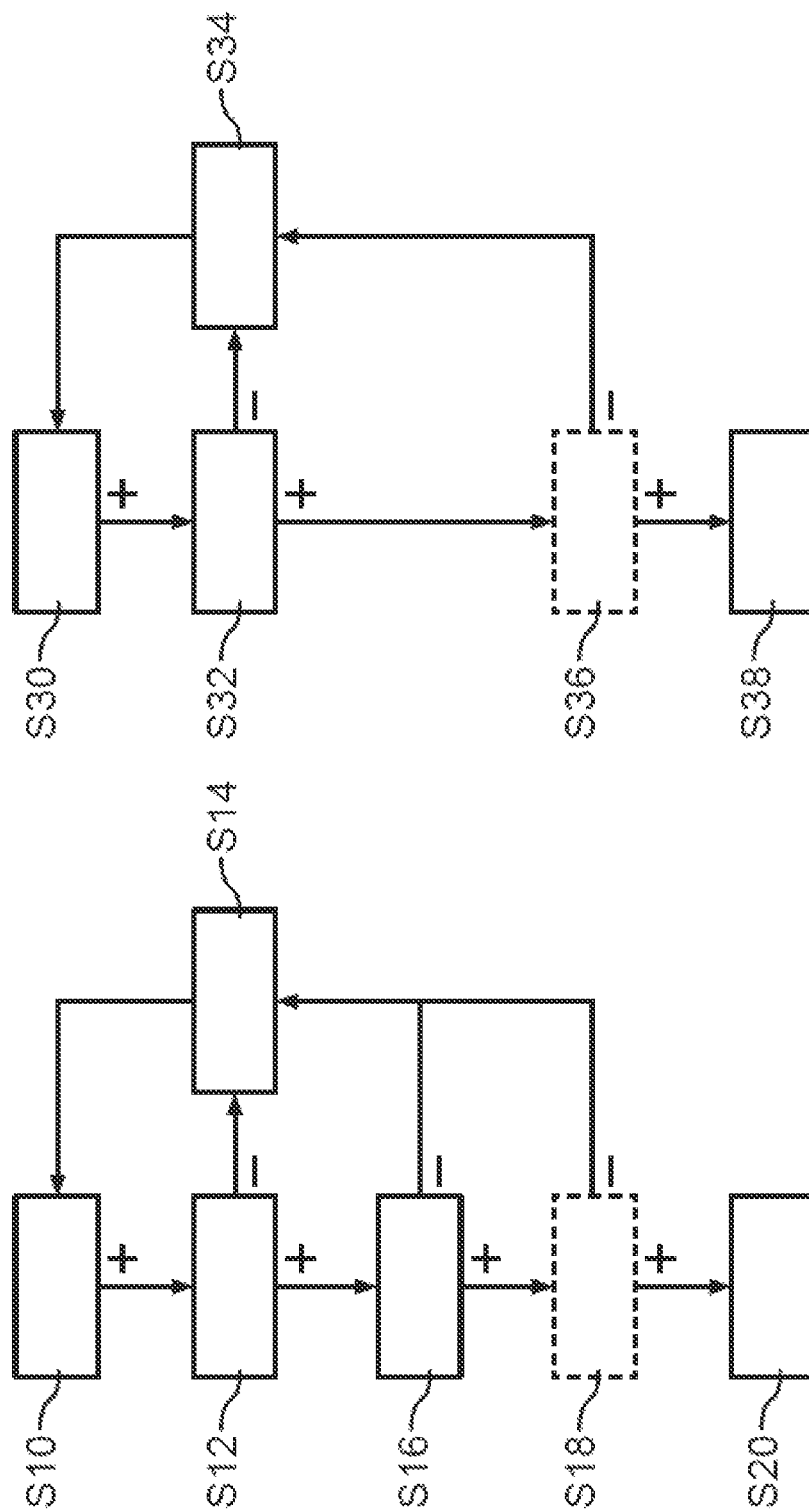 S10
+
S12
−
S14
+
S16
−
+
S18
−
+
S20
S30
+
S32
−
S34
+
S36
−
+
S38